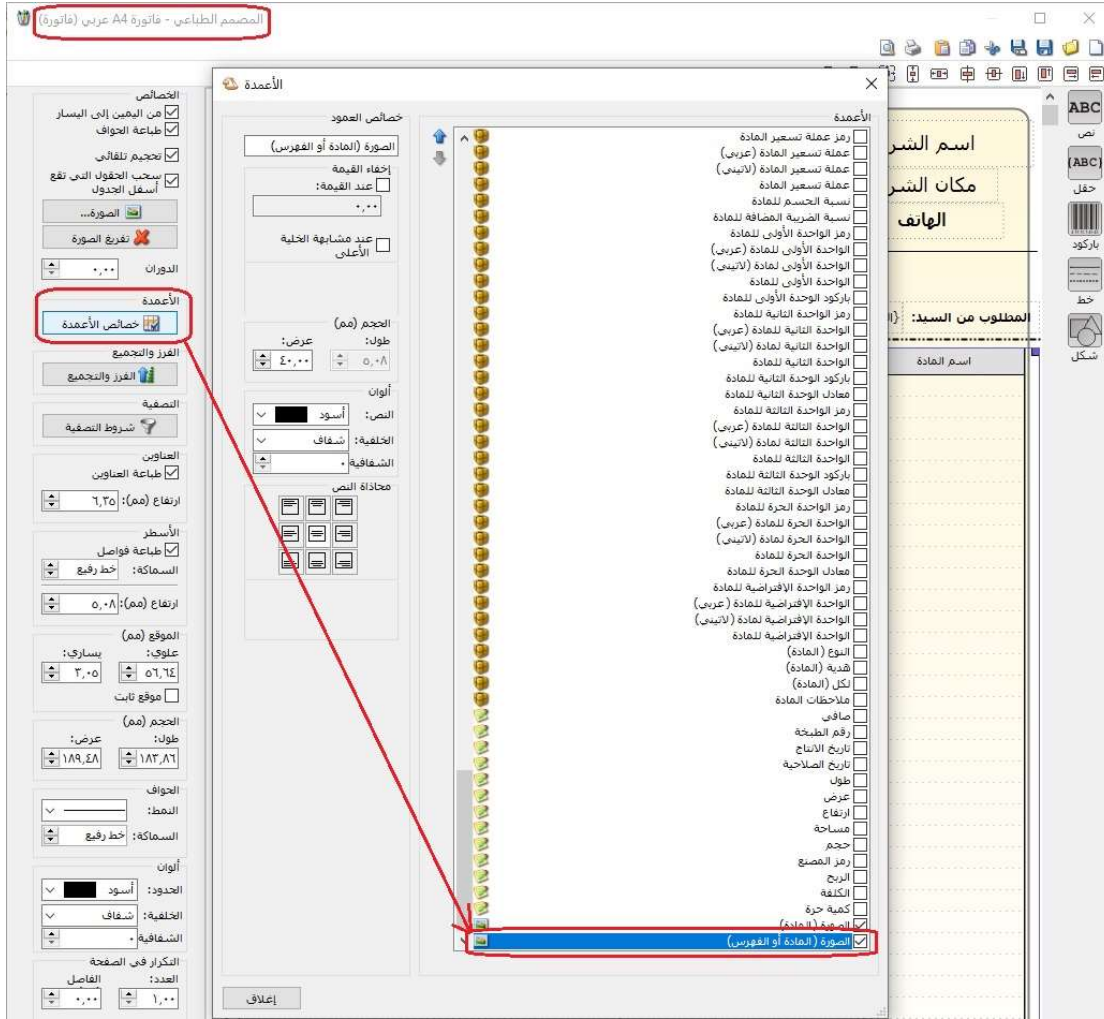 المصمم الطباعي - فاتورة A4 عربي (فاتورة)
ABC
نص
(ABC)
حقل
باركود
خط
شكل
اسم الشر
مكان الشر
الهاتف
المطلوب من السيد:
اسم المادة
الأعمدة
الأعمدة
رمز عملة تسعير المادة
عملة تسعير المادة (عربي)
عملة تسعير المادة (لاتيني)
عملة تسعير المادة
نسبة الحسم للمادة
نسبة الضريبة المضافة للمادة
رمز الواحدة الأولى للمادة
الواحدة الأولى للمادة (عربي)
الواحدة الأولى لمادة (لاتيني)
الواحدة الأولى للمادة
باركود الوحدة الأولى للمادة
رمز الواحدة الثانية للمادة
الواحدة الثانية للمادة (عربي)
الواحدة الثانية لمادة (لاتيني)
الواحدة الثانية للمادة
باركود الوحدة الثانية للمادة
معادل الوحدة الثانية للمادة
رمز الواحدة الثالثة للمادة
الواحدة الثالثة للمادة (عربي)
الواحدة الثالثة لمادة (لاتيني)
الواحدة الثالثة للمادة
باركود الوحدة الثالثة للمادة
معادل الوحدة الثالثة للمادة
رمز الواحدة الحرة للمادة
الواحدة الحرة للمادة (عربي)
الواحدة الحرة لمادة (لاتيني)
الواحدة الحرة للمادة
معادل الوحدة الحرة للمادة
رمز الواحدة الإفتراضية للمادة
الواحدة الإفتراضية للمادة (عربي)
الواحدة الإفتراضية لمادة (لاتيني)
الواحدة الإفتراضية للمادة
النوع (المادة)
هدية (المادة)
لكل (المادة)
ملاحظات المادة
صافي
رقم الطبخة
تاريخ الانتاج
تاريخ الصلاحية
طول
عرض
ارتفاع
مساحة
حجم
رمز المصنع
الربح
الكلفة
كمية حرة
الصورة (المادة)
الصورة (المادة أو الفهرس)
خصائص العمود
الصورة (المادة أو الفهرس)
إخفاء القيمة
عند القيمة:
٠,٠٠
عند مشابهة الخلية
الأعلى
الحجم (مم)
طول: عرض:
٥,٠٨ ٤٠,٠٠
ألوان
النص: أسود
الخلفية: شفاف
الشفافية ٠
محاذاة النص
إغلاق
الخصائص
من اليمين إلى اليسار
طباعة الحواف
تحجيم تلقائي
سحب الحقول التي تقع
أسفل الجدول
الصورة...
تفريغ الصورة
الدوران ٠,٠٠
الأعمدة
خصائص الأعمدة
الفرز والتجميع
الفرز والتجميع
التصفية
شروط التصفية
العناوين
طباعة العناوين
ارتفاع (مم): ٦,٣٥
الأسطر
طباعة فواصل
السماكة: خط رفيع
ارتفاع (مم): ٥,٠٨
الموقع (مم)
علوي: يساري:
٥٦,٦٤ ٣,٠٥
موقع ثابت
الحجم (مم)
طول: عرض:
١٨٣,٨٦ ١٨٩,٤٨
الحواف
النمط:
السماكة: خط رفيع
ألوان
الحدود: أسود
الخلفية: شفاف
الشفافية ٠
التكرار في الصفحة
العدد: الفاصل
١,٠٠ ٠,٠٠